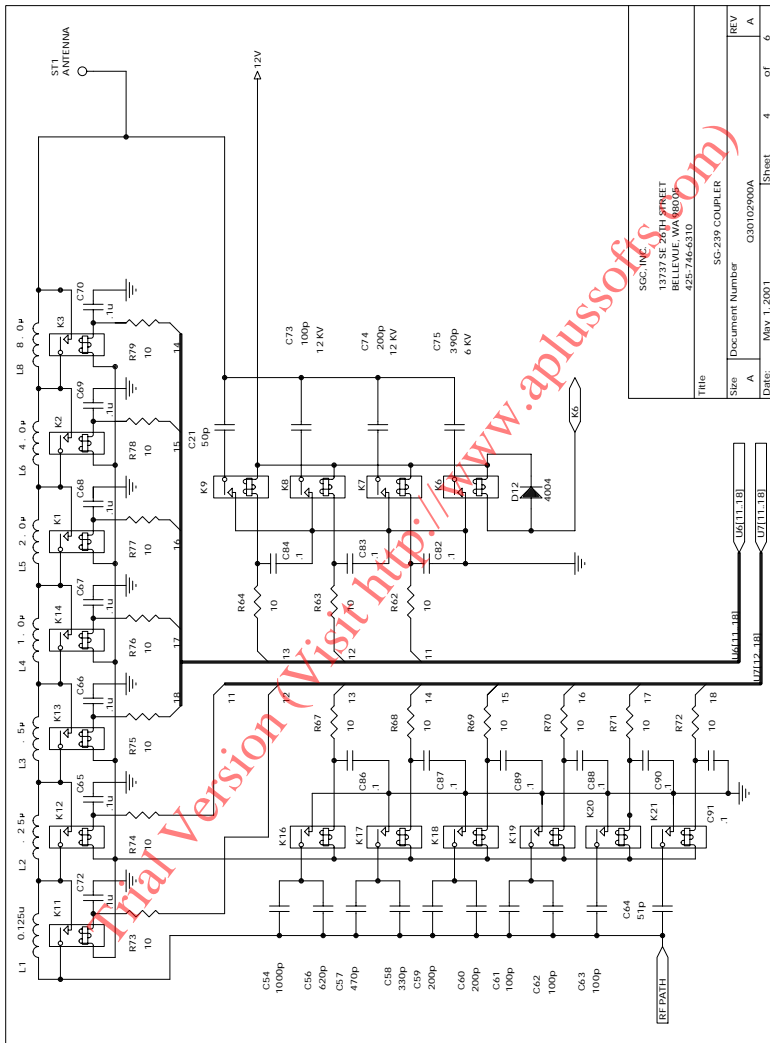 ST1
ANTENNA
12V
L1 0.125u
L2 .25µ
L3 .5µ
L4 1.0µ
L5 2.0µ
L6 4.0µ
L8 8.0µ
K11
K12
K13
K14
K1
K2
K3
C72
.1u
C65
.1u
C66
.1u
C67
.1u
C68
.1u
C69
.1u
C70
.1u
R73
10
R74
10
R75
10
R76
10
R77
10
R78
10
R79
10
18
17
16
15
14
11
12
C21
50p
C73
100p
12 KV
C74
200p
12 KV
C75
390p
6 KV
K9
K8
K7
K6
D12
4004
K6
C84
.1
C83
.1
C82
.1
R64
10
R63
10
R62
10
13
12
11
R67
10
R68
10
R69
10
R70
10
R71
10
R72
10
13
14
15
16
17
18
C86
.1
C87
.1
C89
.1
C88
.1
C90
.1
C91
.1
K16
K17
K18
K19
K20
K21
C54
1000p
C56
620p
C57
470p
C58
330p
C59
200p
C60
200p
C61
100p
C62
100p
C63
100p
C64
51p
RF PATH
U6[11..18]
U7[12..18]
U6[11..18]
U7[11..18]
SGC, INC.
13737 SE 26TH STREET
BELLEVUE, WA 98005
425-746-6310
Title
SG-239 COUPLER
Size
A
Document Number
Q30102900A
REV
A
Date: May 1, 2001
Sheet 4 of 6
Trial Version (Visit http://www.aplussofts.com)